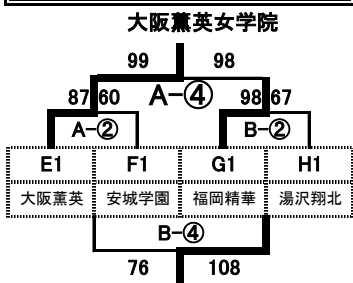 大阪薫英女学院
99 98
87 60 A-④ 98 67
A-② B-②
E1 F1 G1 H1
大阪薫英 安城学園 福岡精華 湯沢翔北
B-④
76 108